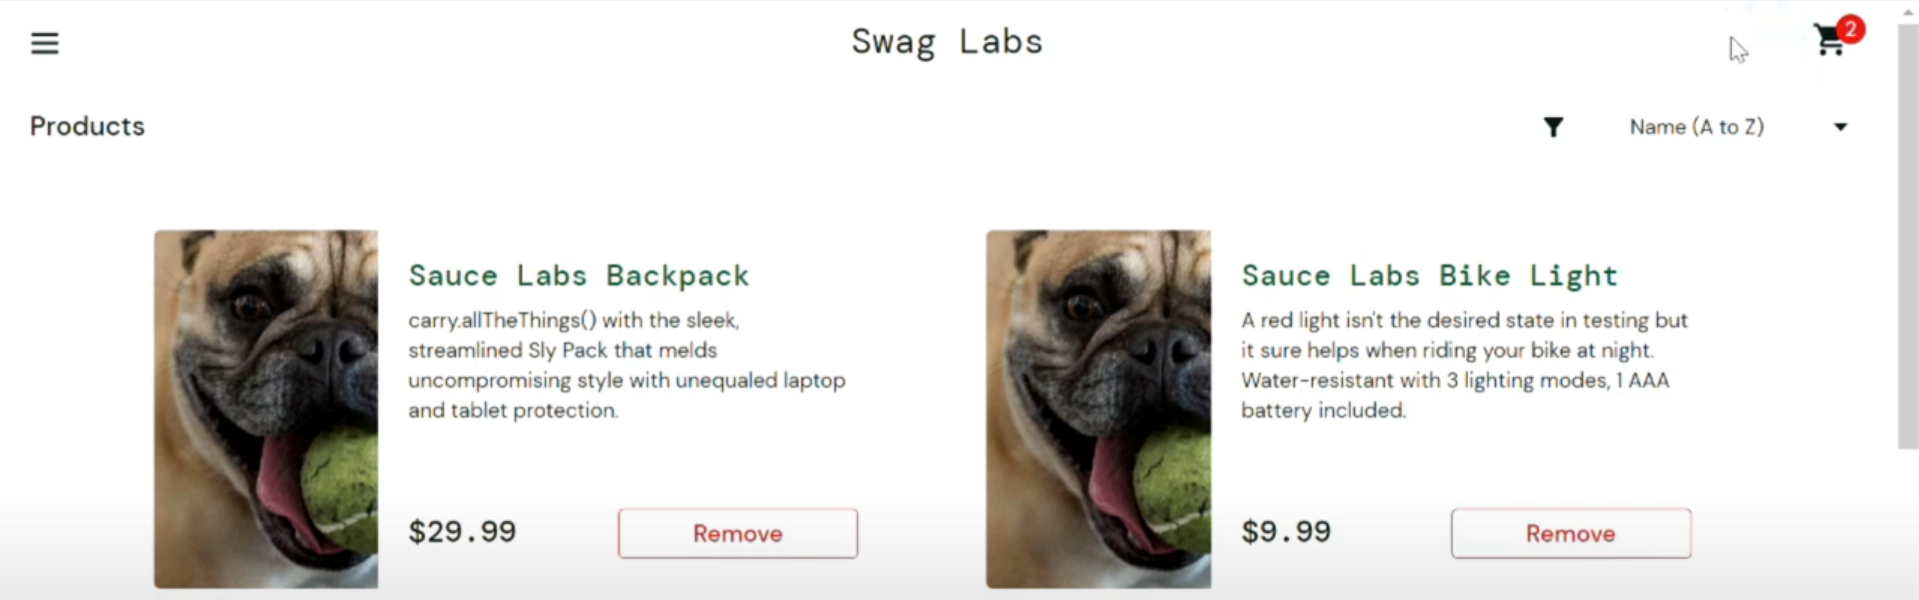 Swag Labs
2
Products
Name (A to Z)
Sauce Labs Backpack
carry.allTheThings() with the sleek,
streamlined Sly Pack that melds
uncompromising style with unequaled laptop
and tablet protection.
$29.99
Remove
Sauce Labs Bike Light
A red light isn't the desired state in testing but
it sure helps when riding your bike at night.
Water-resistant with 3 lighting modes, 1 AAA
battery included.
$9.99
Remove